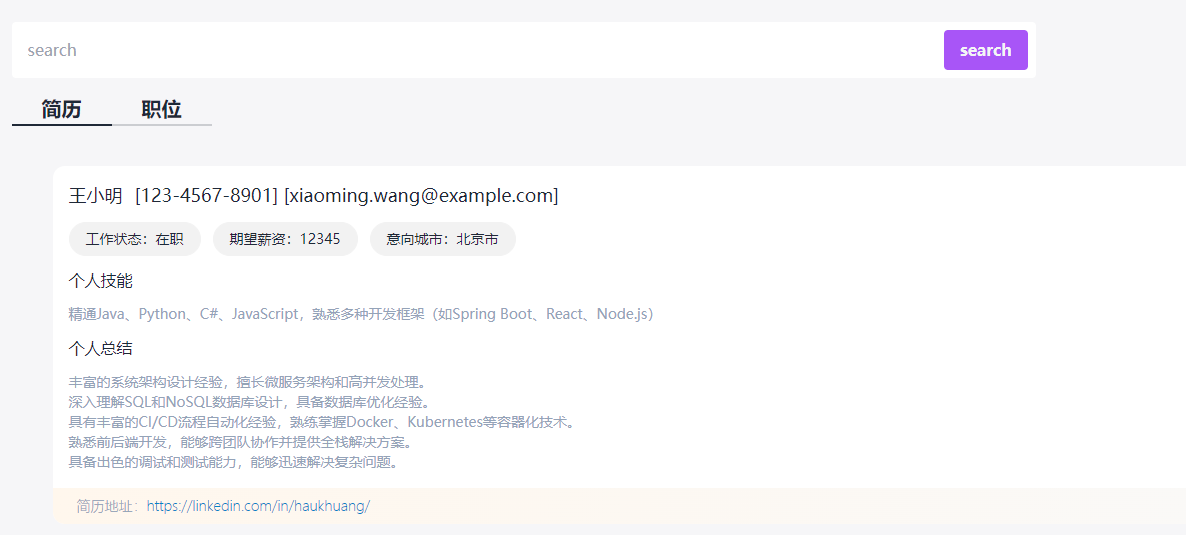 search search
简历 职位
王小明 [123-4567-8901] [xiaoming.wang@example.com]
工作状态：在职 期望薪资：12345 意向城市：北京市
个人技能
精通Java、Python、C#、JavaScript，熟悉多种开发框架（如Spring Boot、React、Node.js）
个人总结
丰富的系统架构设计经验，擅长微服务架构和高并发处理。
深入理解SQL和NoSQL数据库设计，具备数据库优化经验。
具有丰富的CI/CD流程自动化经验，熟练掌握Docker、Kubernetes等容器化技术。
熟悉前后端开发，能够跨团队协作并提供全栈解决方案。
具备出色的调试和测试能力，能够迅速解决复杂问题。
简历地址：https://linkedin.com/in/haukhuang/